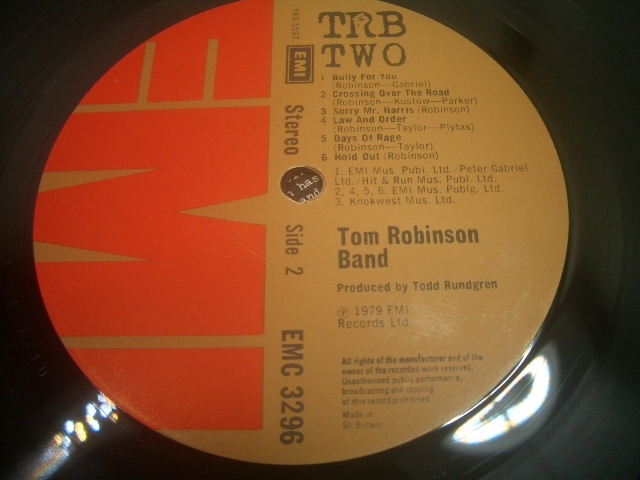 TRB
TWO
1 Bully For You
(Robinson—Gabriel)
2 Crossing Over The Road
(Robinson—Kustow—Parker)
3 Sorry Mr. Harris (Robinson)
4 Law And Order
(Robinson—Taylor—Plytas)
5 Days Of Rage
(Robinson—Taylor)
6 Hold Out (Robinson)
1. EMI Mus. Publ. Ltd./Peter Gabriel
Ltd./Hit & Run Mus. Publ. Ltd.
2, 4, 5, 6. EMI Mus. Publg. Ltd.
3. Knokwest Mus. Ltd.
Tom Robinson
Band
Produced by Todd Rundgren
℗ 1979 EMI
Records Ltd.
All rights of the manufacturer and of the
owner of the recorded work reserved.
Unauthorised public performance,
broadcasting and copying
of this record prohibited
Made in
Gt. Britain
EMI
Stereo
Side 2
EMC 3296
EMI
has
and